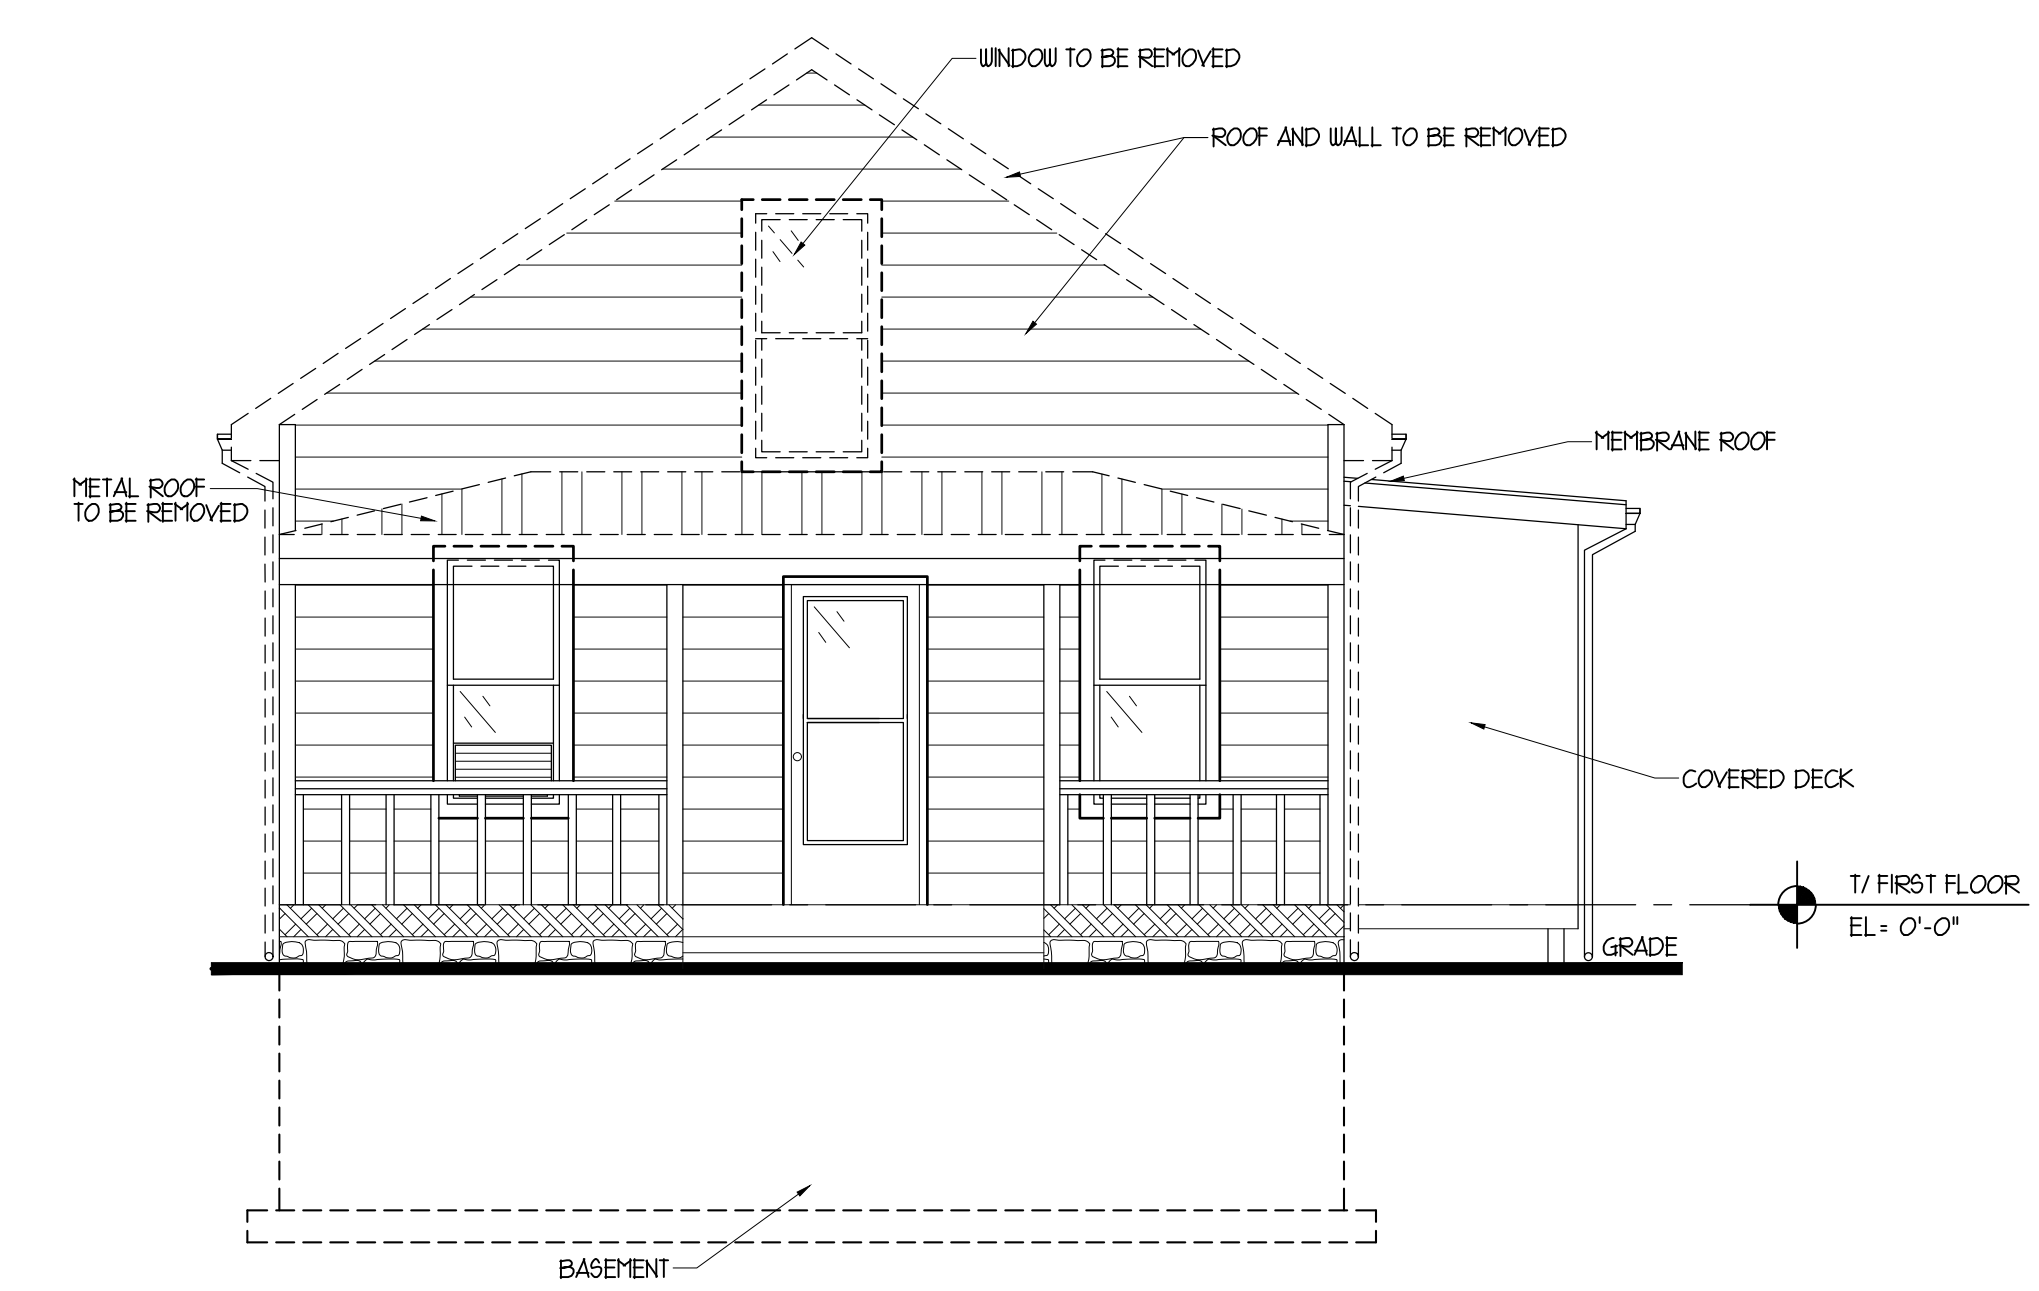 WINDOW TO BE REMOVED
ROOF AND WALL TO BE REMOVED
MEMBRANE ROOF
METAL ROOF
TO BE REMOVED
COVERED DECK
T/ FIRST FLOOR
EL= 0'-0"
GRADE
BASEMENT